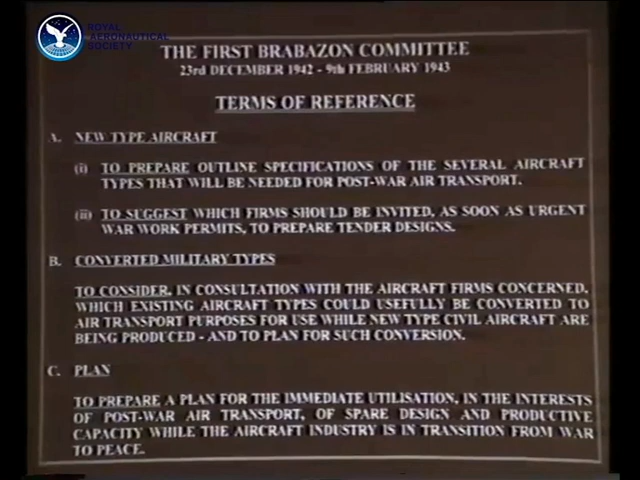 ROYAL
AERONAUTICAL
SOCIETY
THE FIRST BRABAZON COMMITTEE
23rd DECEMBER 1942 - 9th FEBRUARY 1943
TERMS OF REFERENCE
A. NEW TYPE AIRCRAFT
(i) TO PREPARE OUTLINE SPECIFICATIONS OF THE SEVERAL AIRCRAFT
TYPES THAT WILL BE NEEDED FOR POST-WAR AIR TRANSPORT.
(ii) TO SUGGEST WHICH FIRMS SHOULD BE INVITED, AS SOON AS URGENT
WAR WORK PERMITS, TO PREPARE TENDER DESIGNS.
B. CONVERTED MILITARY TYPES
TO CONSIDER, IN CONSULTATION WITH THE AIRCRAFT FIRMS CONCERNED,
WHICH EXISTING AIRCRAFT TYPES COULD USEFULLY BE CONVERTED TO
AIR TRANSPORT PURPOSES FOR USE WHILE NEW TYPE CIVIL AIRCRAFT ARE
BEING PRODUCED - AND TO PLAN FOR SUCH CONVERSION.
C. PLAN
TO PREPARE A PLAN FOR THE IMMEDIATE UTILISATION, IN THE INTERESTS
OF POST-WAR AIR TRANSPORT, OF SPARE DESIGN AND PRODUCTIVE
CAPACITY WHILE THE AIRCRAFT INDUSTRY IS IN TRANSITION FROM WAR
TO PEACE.